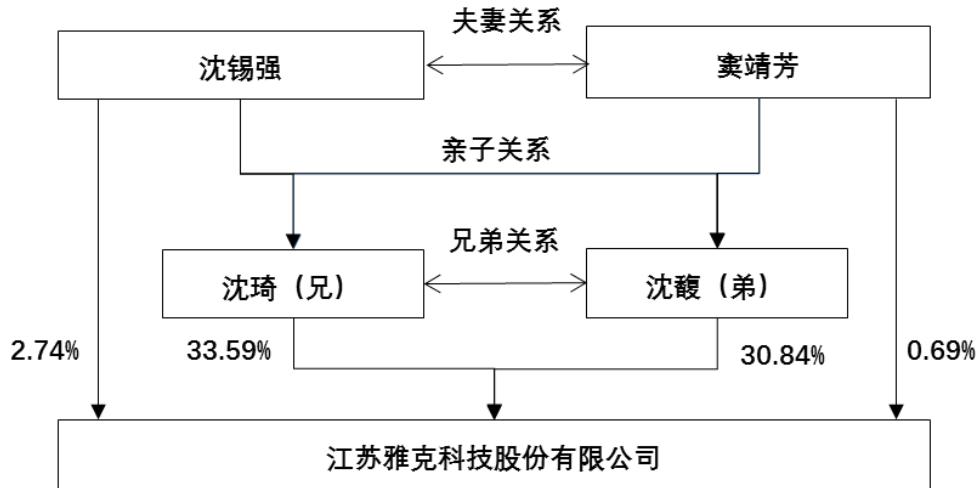 夫妻关系
沈锡强
窦靖芳
亲子关系
兄弟关系
沈琦（兄）
沈馥（弟）
2.74%
33.59%
30.84%
0.69%
江苏雅克科技股份有限公司